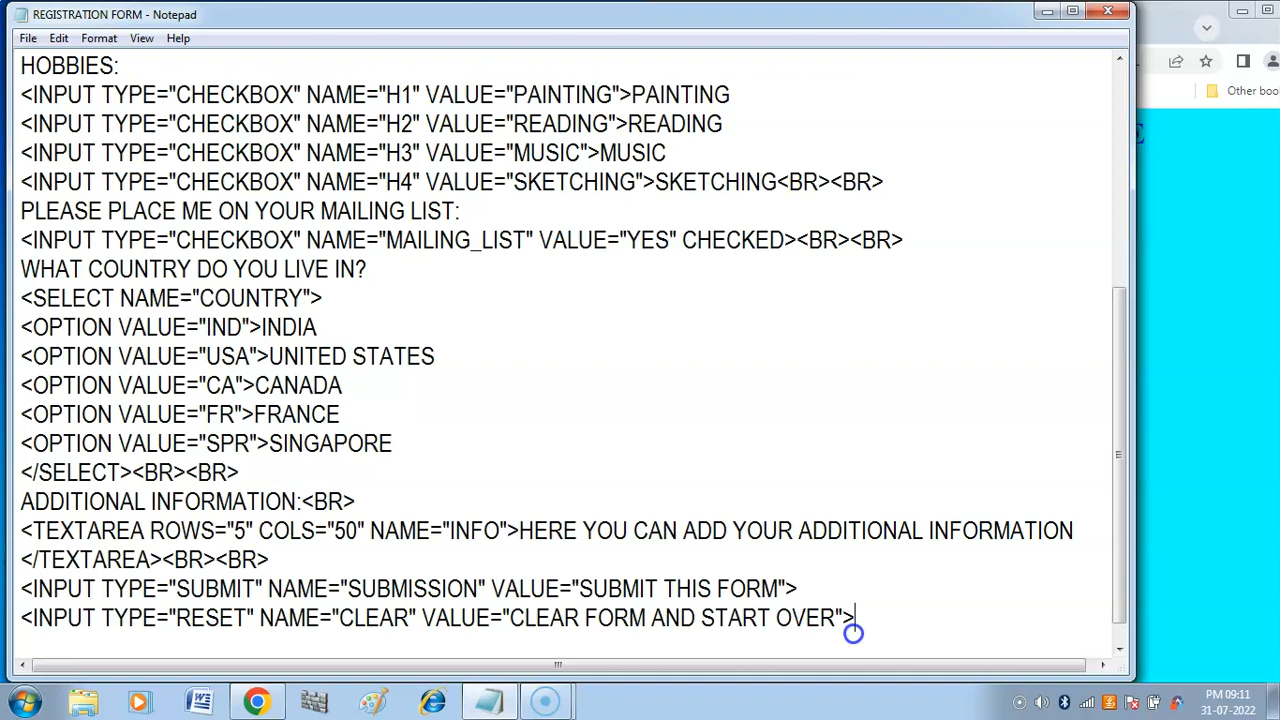 REGISTRATION FORM - Notepad
File Edit Format View Help
HOBBIES:
<INPUT TYPE="CHECKBOX" NAME="H1" VALUE="PAINTING">PAINTING
<INPUT TYPE="CHECKBOX" NAME="H2" VALUE="READING">READING
<INPUT TYPE="CHECKBOX" NAME="H3" VALUE="MUSIC">MUSIC
<INPUT TYPE="CHECKBOX" NAME="H4" VALUE="SKETCHING">SKETCHING<BR><BR>
PLEASE PLACE ME ON YOUR MAILING LIST:
<INPUT TYPE="CHECKBOX" NAME="MAILING_LIST" VALUE="YES" CHECKED><BR><BR>
WHAT COUNTRY DO YOU LIVE IN?
<SELECT NAME="COUNTRY">
<OPTION VALUE="IND">INDIA
<OPTION VALUE="USA">UNITED STATES
<OPTION VALUE="CA">CANADA
<OPTION VALUE="FR">FRANCE
<OPTION VALUE="SPR">SINGAPORE
</SELECT><BR><BR>
ADDITIONAL INFORMATION:<BR>
<TEXTAREA ROWS="5" COLS="50" NAME="INFO">HERE YOU CAN ADD YOUR ADDITIONAL INFORMATION
</TEXTAREA><BR><BR>
<INPUT TYPE="SUBMIT" NAME="SUBMISSION" VALUE="SUBMIT THIS FORM">
<INPUT TYPE="RESET" NAME="CLEAR" VALUE="CLEAR FORM AND START OVER">
Other boo
E
PM 09:11
31-07-2022